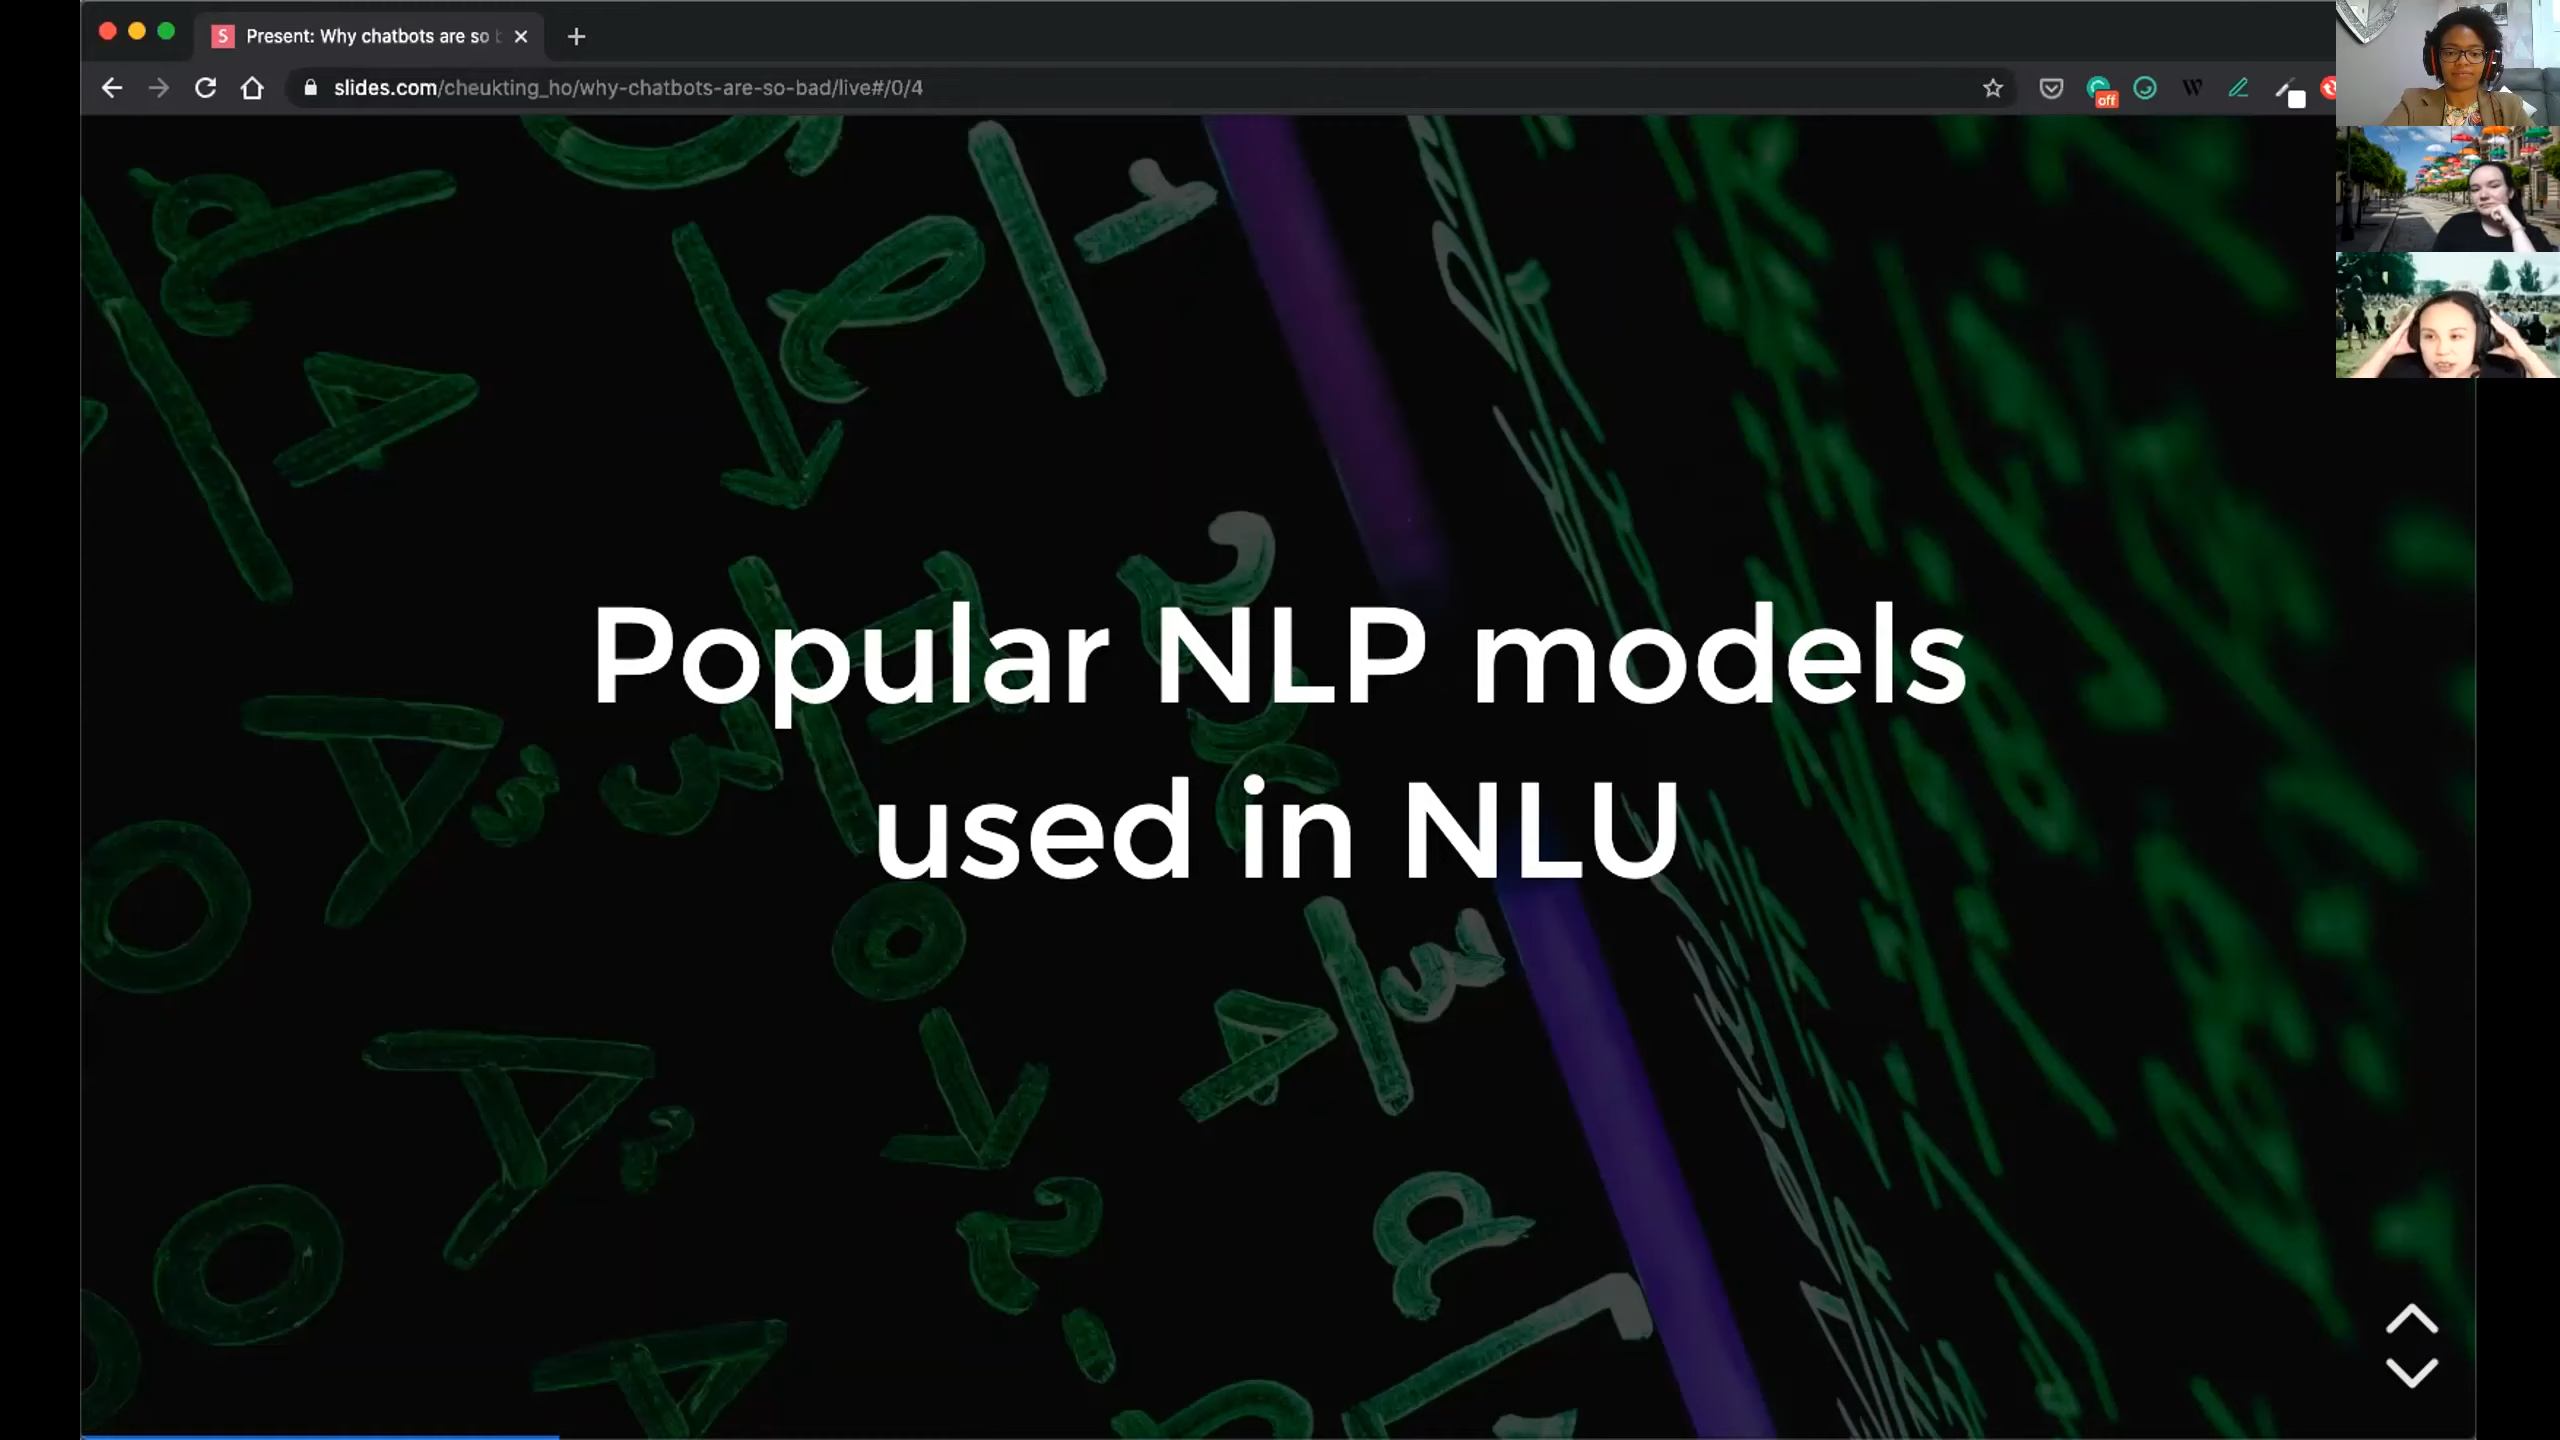 S Present: Why chatbots are so b
slides.com/cheukting_ho/why-chatbots-are-so-bad/live#/0/4
off
W
Popular NLP models
used in NLU